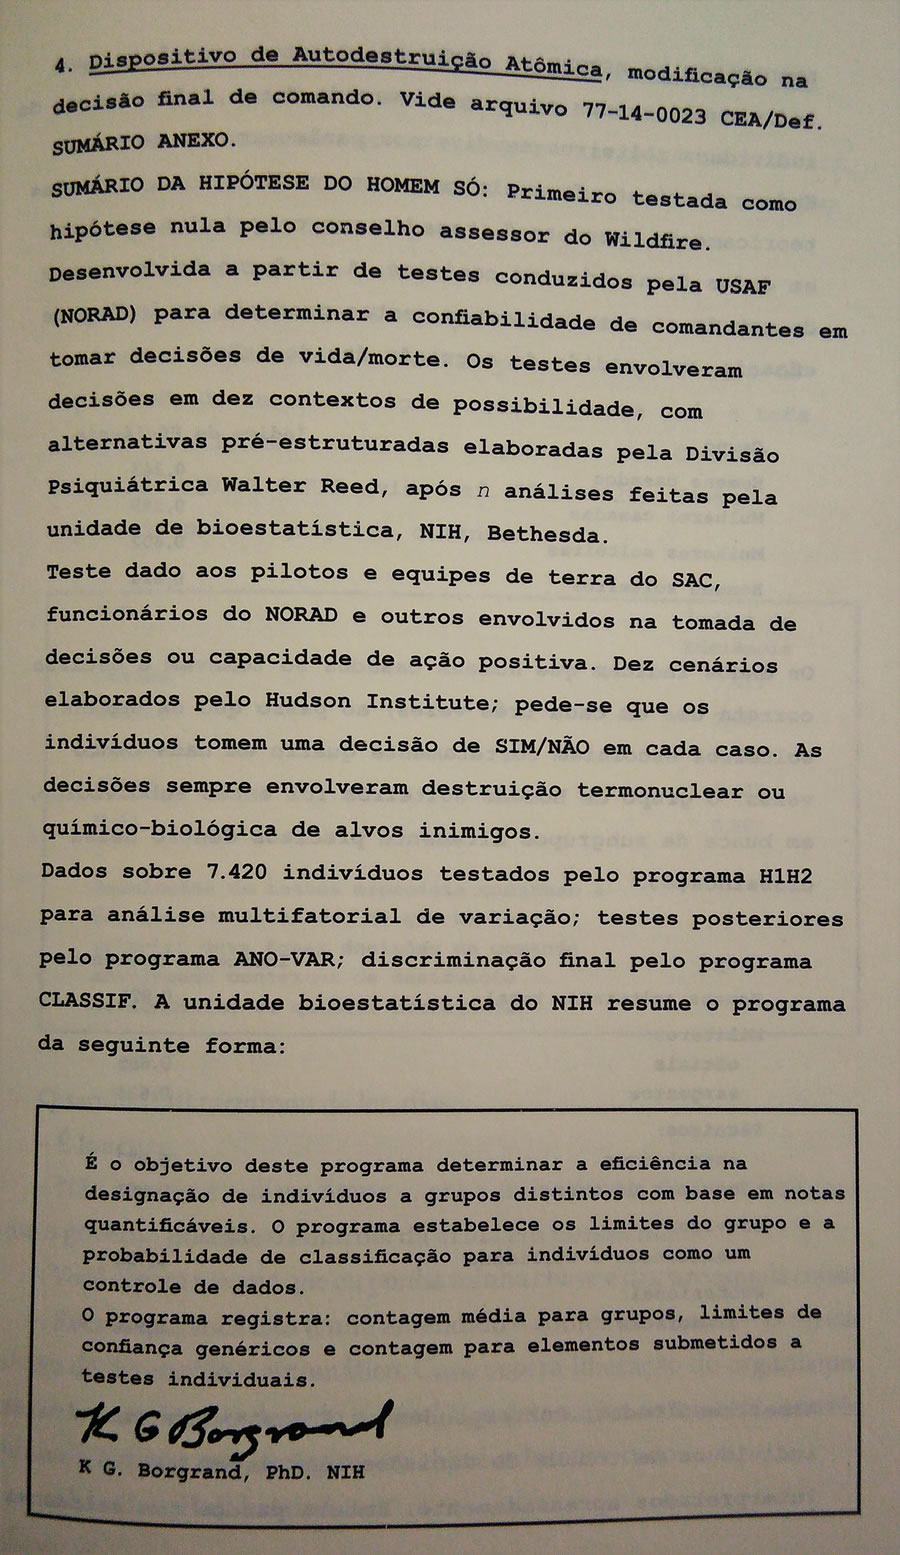 4. Dispositivo de Autodestruição Atômica, modificação na
decisão final de comando. Vide arquivo 77-14-0023 CEA/Def.
SUMÁRIO ANEXO.
SUMÁRIO DA HIPÓTESE DO HOMEM SÓ: Primeiro testada como
hipótese nula pelo conselho assessor do Wildfire.
Desenvolvida a partir de testes conduzidos pela USAF
(NORAD) para determinar a confiabilidade de comandantes em
tomar decisões de vida/morte. Os testes envolveram
decisões em dez contextos de possibilidade, com
alternativas pré-estruturadas elaboradas pela Divisão
Psiquiátrica Walter Reed, após n análises feitas pela
unidade de bioestatística, NIH, Bethesda.
Teste dado aos pilotos e equipes de terra do SAC,
funcionários do NORAD e outros envolvidos na tomada de
decisões ou capacidade de ação positiva. Dez cenários
elaborados pelo Hudson Institute; pede-se que os
indivíduos tomem uma decisão de SIM/NÃO em cada caso. As
decisões sempre envolveram destruição termonuclear ou
químico-biológica de alvos inimigos.
Dados sobre 7.420 indivíduos testados pelo programa H1H2
para análise multifatorial de variação; testes posteriores
pelo programa ANO-VAR; discriminação final pelo programa
CLASSIF. A unidade bioestatística do NIH resume o programa
da seguinte forma:
É o objetivo deste programa determinar a eficiência na
designação de indivíduos a grupos distintos com base em notas
quantificáveis. O programa estabelece os limites do grupo e a
probabilidade de classificação para indivíduos como um
controle de dados.
O programa registra: contagem média para grupos, limites de
confiança genéricos e contagem para elementos submetidos a
testes individuais.
K G Borgrand
K G. Borgrand, PhD. NIH